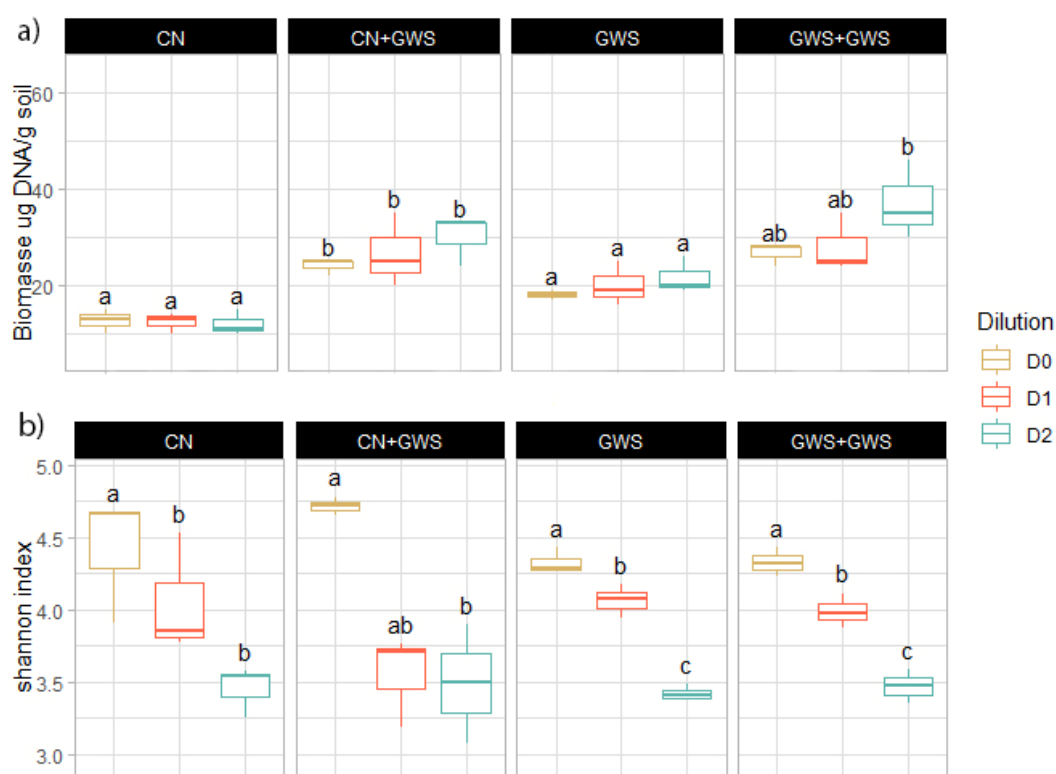 a)
CN CN+GWS GWS GWS+GWS
Biomasse ug DNA/g soil
60
40
20
a a a
b b b
a a a
ab ab b
Dilution
D0
D1
D2
b)
CN CN+GWS GWS GWS+GWS
shannon index
5.0
4.5
4.0
3.5
3.0
a b b
a ab b
a b c
a b c